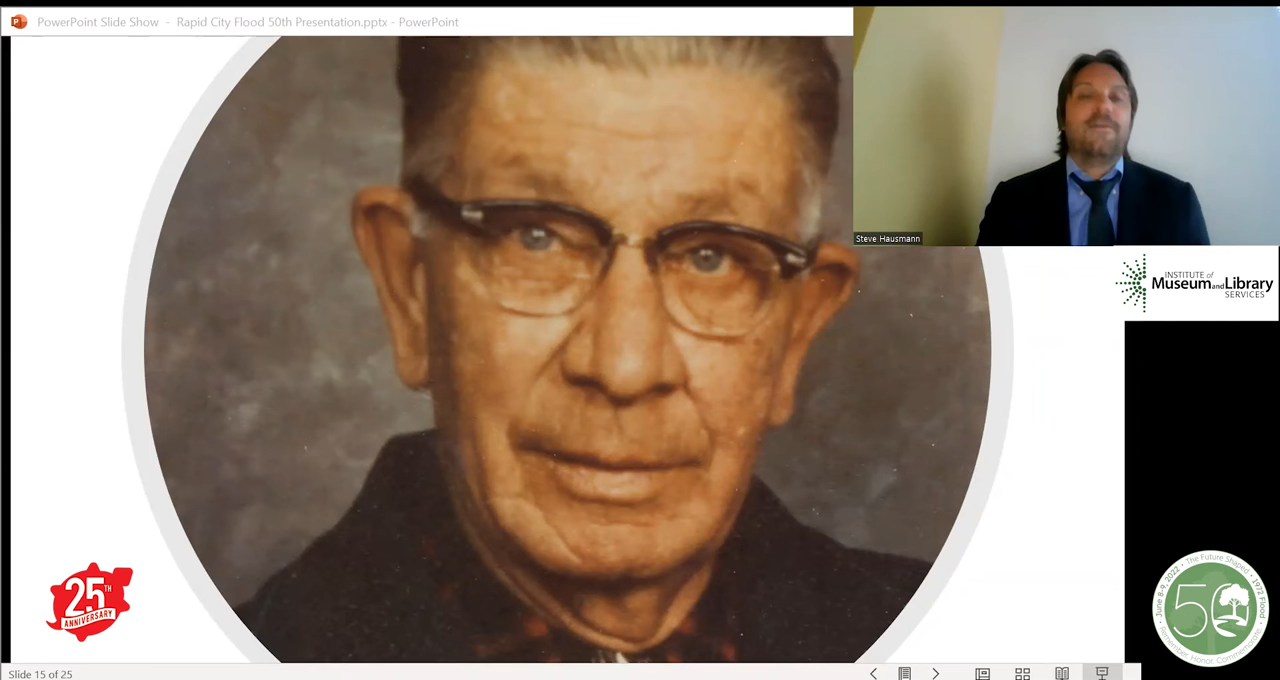 PowerPoint Slide Show - Rapid City Flood 50th Presentation.pptx - PowerPoint
Steve Hausmann
INSTITUTE of
Museum and Library
SERVICES
25TH
ANNIVERSARY
The Future Shaped
June 8-9, 2022
1972 Flood
50
Remember. Honor. Commemorate.
Slide 15 of 25